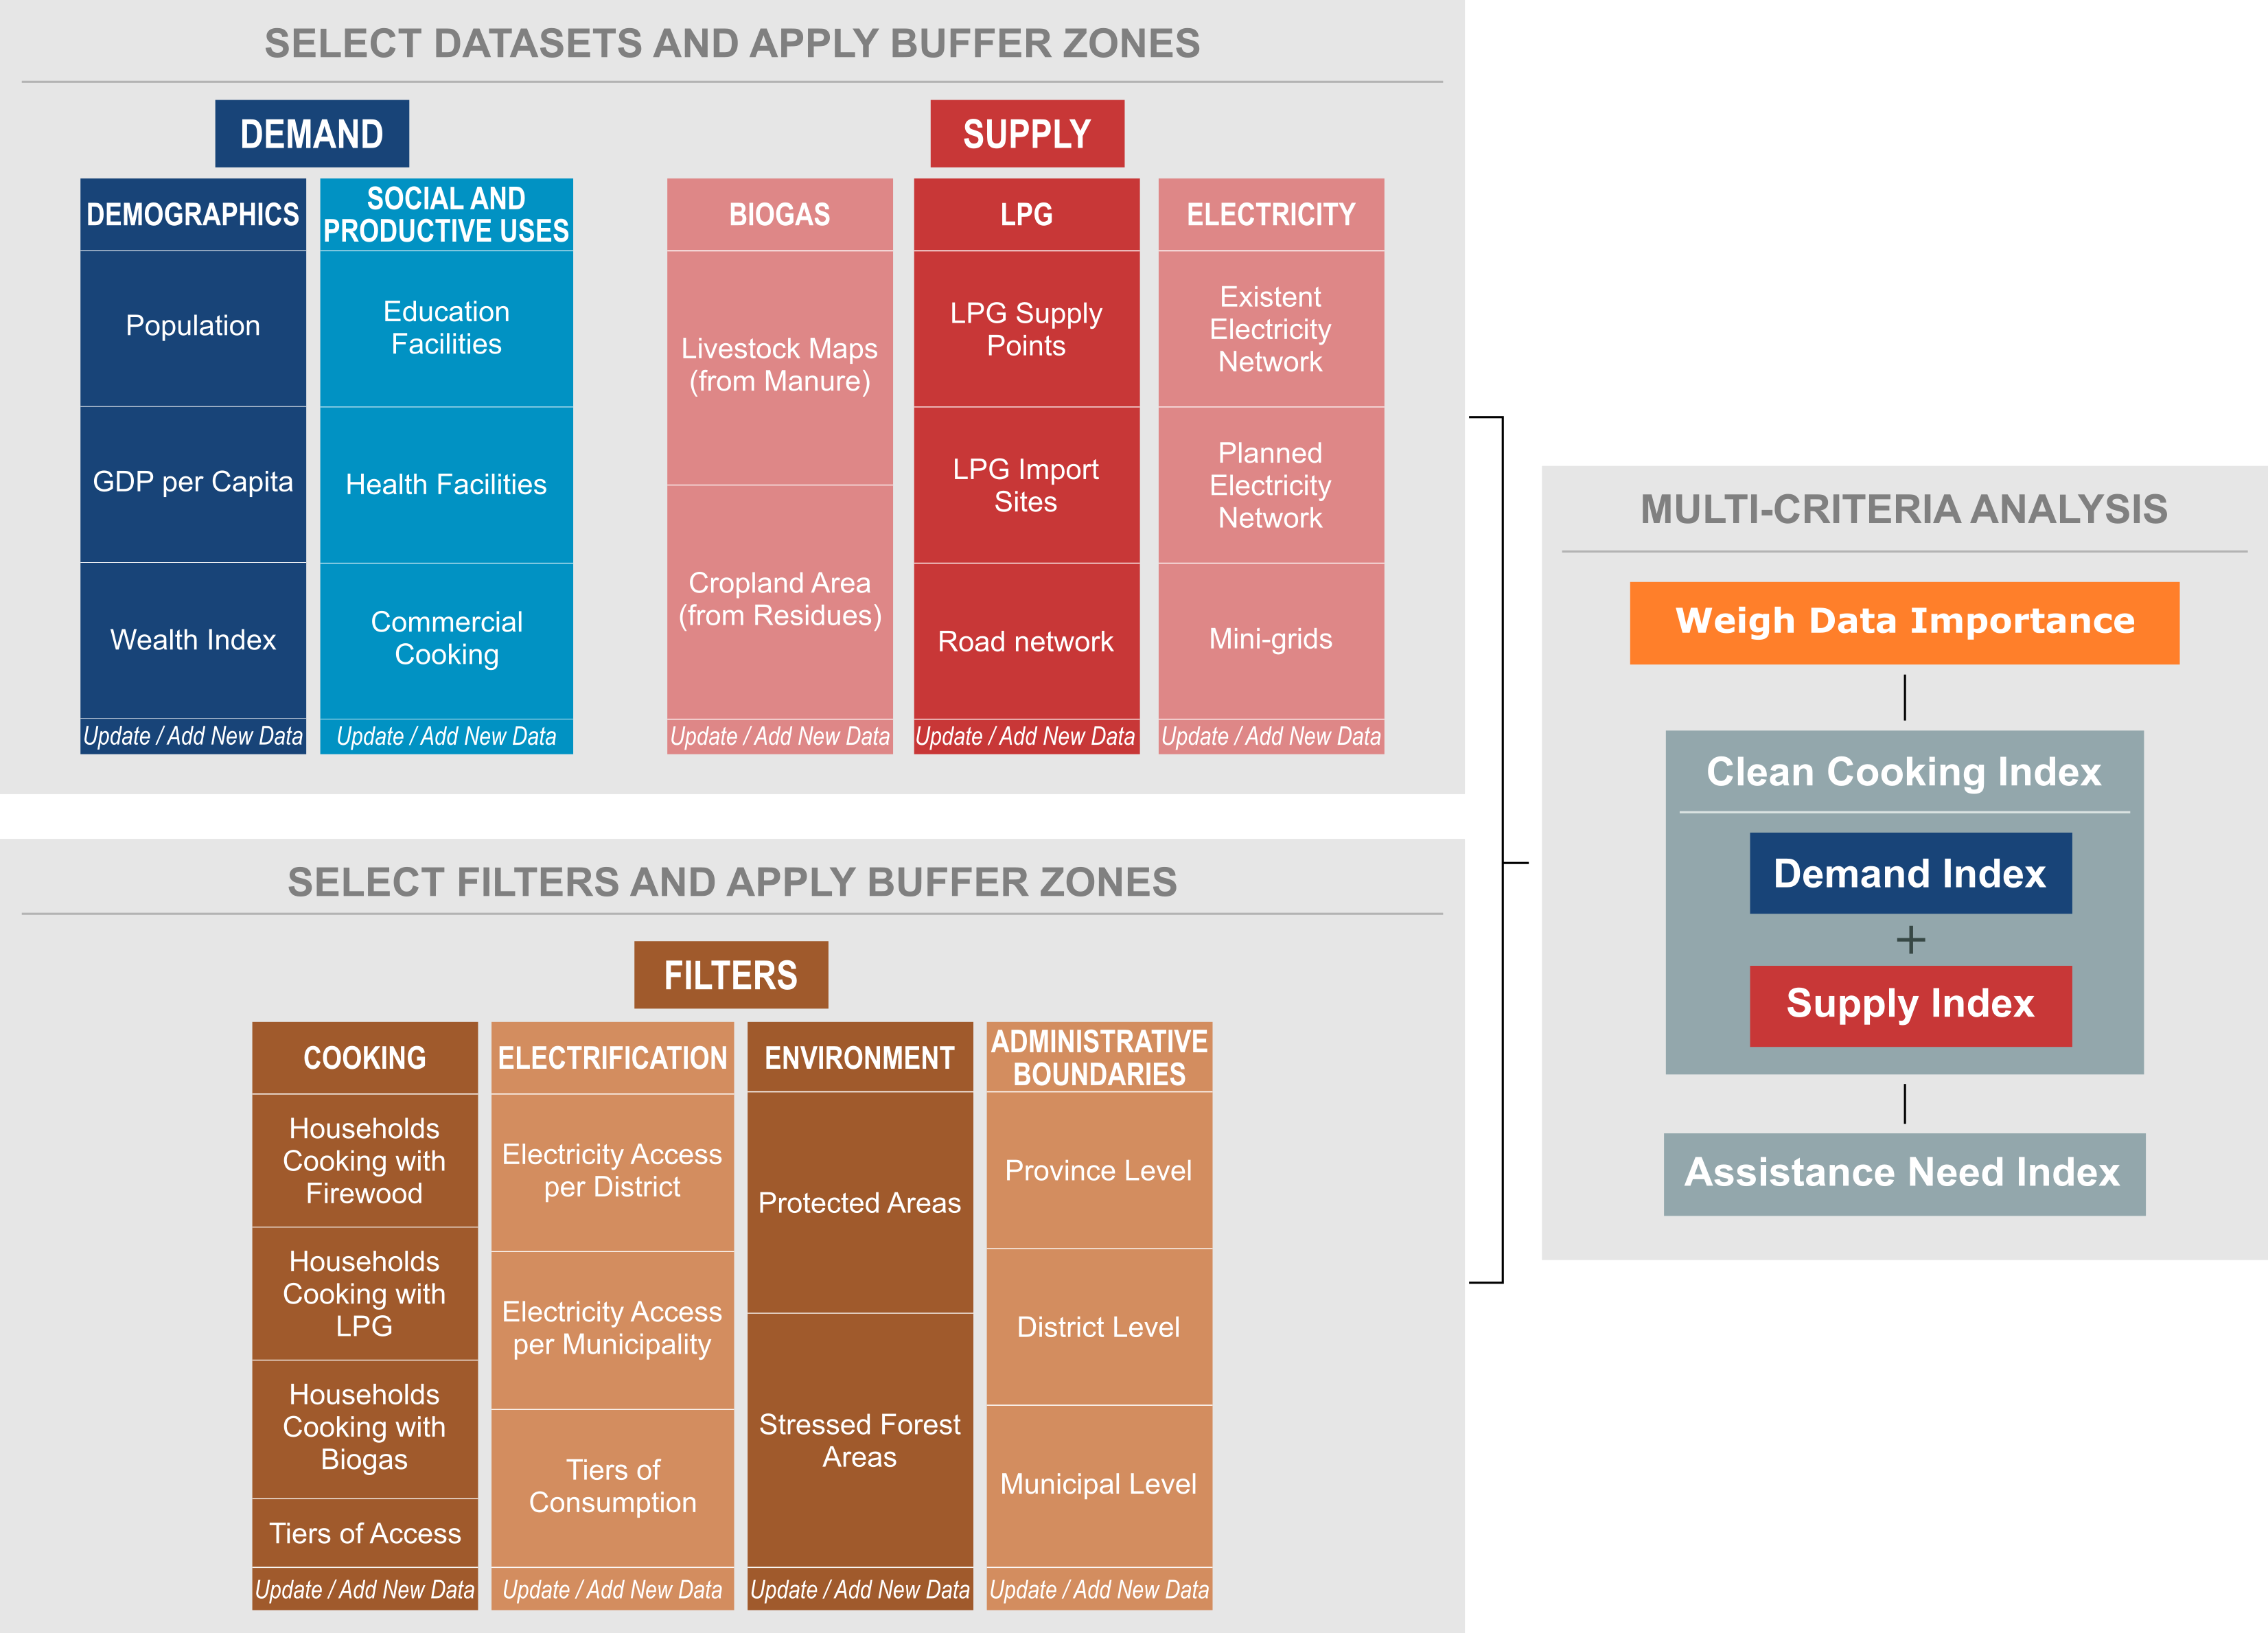 SELECT DATASETS AND APPLY BUFFER ZONES
DEMAND
DEMOGRAPHICS
Population
GDP per Capita
Wealth Index
Update / Add New Data
SOCIAL AND
PRODUCTIVE USES
Education
Facilities
Health Facilities
Commercial
Cooking
Update / Add New Data
SUPPLY
BIOGAS
Livestock Maps
(from Manure)
Cropland Area
(from Residues)
Update / Add New Data
LPG
LPG Supply
Points
LPG Import
Sites
Road network
Update / Add New Data
ELECTRICITY
Existent
Electricity
Network
Planned
Electricity
Network
Mini-grids
Update / Add New Data
SELECT FILTERS AND APPLY BUFFER ZONES
FILTERS
COOKING
Households
Cooking with
Firewood
Households
Cooking with
LPG
Households
Cooking with
Biogas
Tiers of Access
Update / Add New Data
ELECTRIFICATION
Electricity Access
per District
Electricity Access
per Municipality
Tiers of
Consumption
Update / Add New Data
ENVIRONMENT
Protected Areas
Stressed Forest
Areas
Update / Add New Data
ADMINISTRATIVE
BOUNDARIES
Province Level
District Level
Municipal Level
Update / Add New Data
MULTI-CRITERIA ANALYSIS
Weigh Data Importance
Clean Cooking Index
Demand Index
+
Supply Index
Assistance Need Index